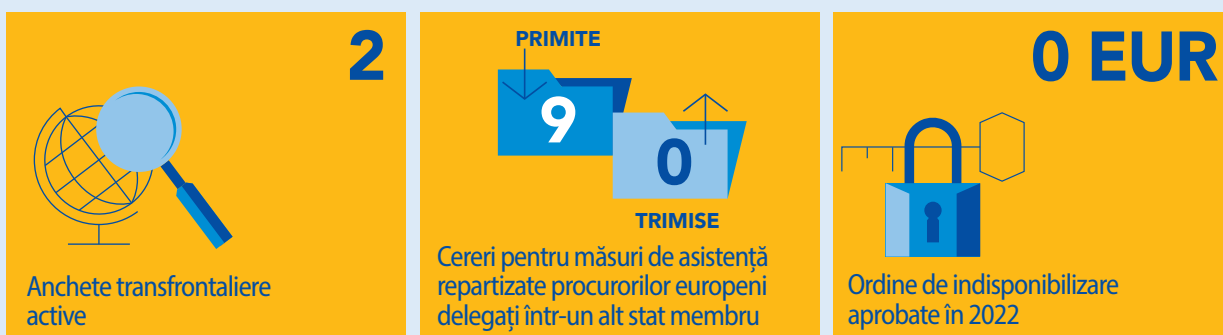 2
Anchete transfrontaliere
active
PRIMITE
9
0
TRIMISE
Cereri pentru măsuri de asistență
repartizate procurorilor europeni
delegați într-un alt stat membru
0 EUR
Ordine de indisponibilizare
aprobate în 2022